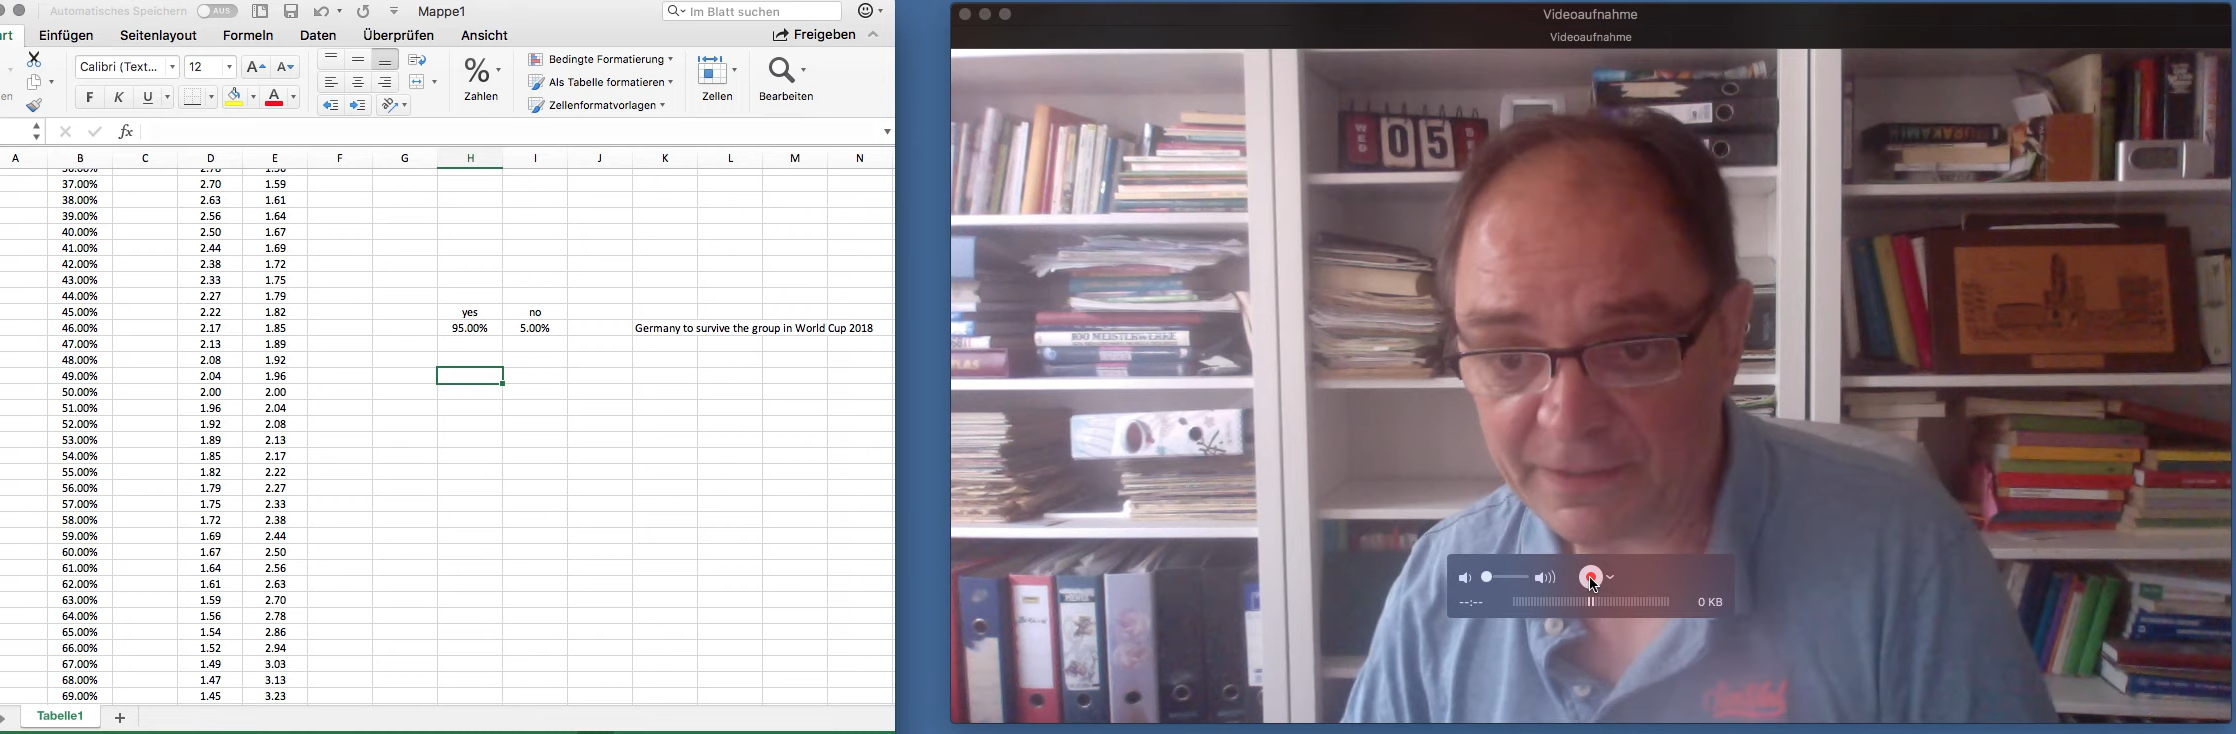 Automatisches Speichern AUS Mappe1 Im Blatt suchen
rt Einfügen Seitenlayout Formeln Daten Überprüfen Ansicht Freigeben
Calibri (Text... 12 A A % Bedingte Formatierung
Als Tabelle formatieren
en F K U A Zahlen Zellenformatvorlagen Zellen Bearbeiten
fx
A B C D E F G H I J K L M N
36.00% 2.78 1.56
37.00% 2.70 1.59
38.00% 2.63 1.61
39.00% 2.56 1.64
40.00% 2.50 1.67
41.00% 2.44 1.69
42.00% 2.38 1.72
43.00% 2.33 1.75
44.00% 2.27 1.79
45.00% 2.22 1.82 yes no
46.00% 2.17 1.85 95.00% 5.00% Germany to survive the group in World Cup 2018
47.00% 2.13 1.89
48.00% 2.08 1.92
49.00% 2.04 1.96
50.00% 2.00 2.00
51.00% 1.96 2.04
52.00% 1.92 2.08
53.00% 1.89 2.13
54.00% 1.85 2.17
55.00% 1.82 2.22
56.00% 1.79 2.27
57.00% 1.75 2.33
58.00% 1.72 2.38
59.00% 1.69 2.44
60.00% 1.67 2.50
61.00% 1.64 2.56
62.00% 1.61 2.63
63.00% 1.59 2.70
64.00% 1.56 2.78
65.00% 1.54 2.86
66.00% 1.52 2.94
67.00% 1.49 3.03
68.00% 1.47 3.13
69.00% 1.45 3.23
Tabelle1 +
Videoaufnahme
Videoaufnahme
WED 05
100 MEISTERWERKE
--:-- 0 KB